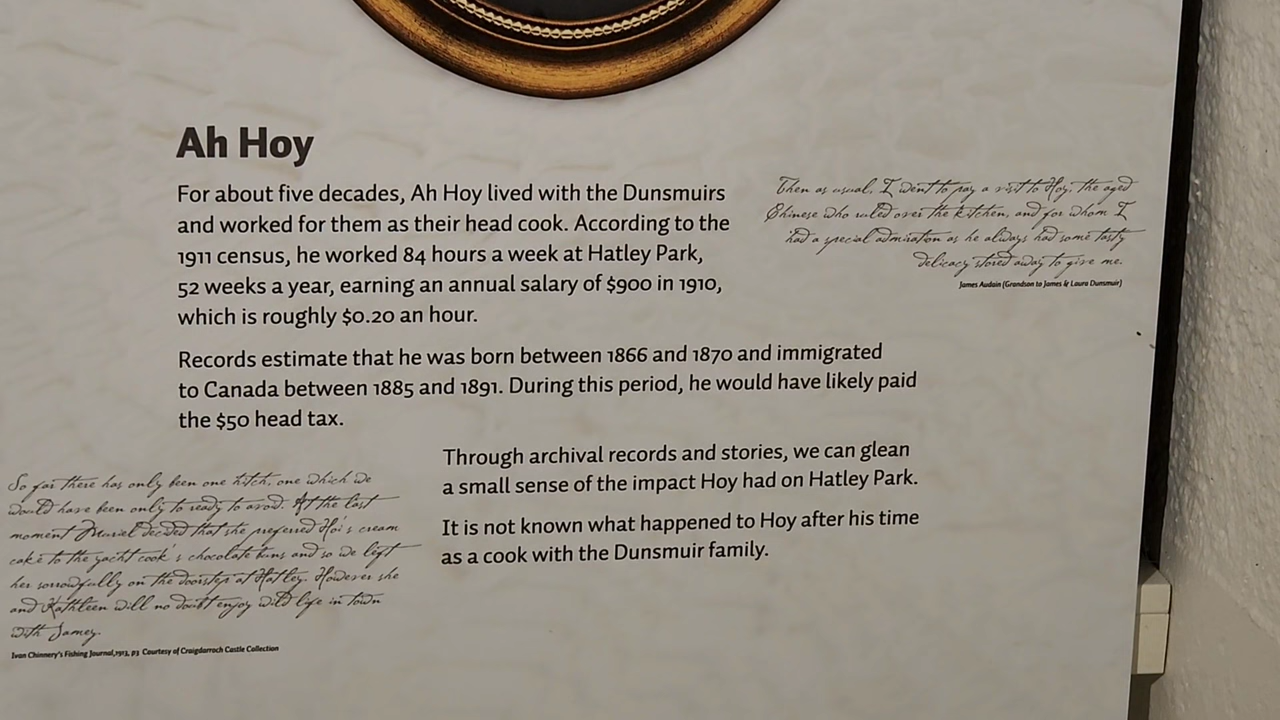 Ah Hoy
For about five decades, Ah Hoy lived with the Dunsmuirs
and worked for them as their head cook. According to the
1911 census, he worked 84 hours a week at Hatley Park,
52 weeks a year, earning an annual salary of $900 in 1910,
which is roughly $0.20 an hour.
Then as usual, I went to pay a visit to Hoy, the aged
Chinese who ruled over the kitchen, and for whom I
had a special admiration as he always had some tasty
delicacy stored away to give me.
James Audain (Grandson to James & Laura Dunsmuir)
Records estimate that he was born between 1866 and 1870 and immigrated
to Canada between 1885 and 1891. During this period, he would have likely paid
the $50 head tax.
Through archival records and stories, we can glean
a small sense of the impact Hoy had on Hatley Park.
It is not known what happened to Hoy after his time
as a cook with the Dunsmuir family.
So far there has only been one hitch, one which we
would have been only to ready to avoid. At the last
moment Muriel decided that she preferred Hoi's cream
cake to the yacht cook's chocolate buns and so we left
her sorrowfully on the doorstep at Hatley. However she
and Kathleen will no doubt enjoy wild life in town
with Jamey.
Ivan Chinnery's Fishing Journal,1913, p3 Courtesy of Craigdarroch Castle Collection